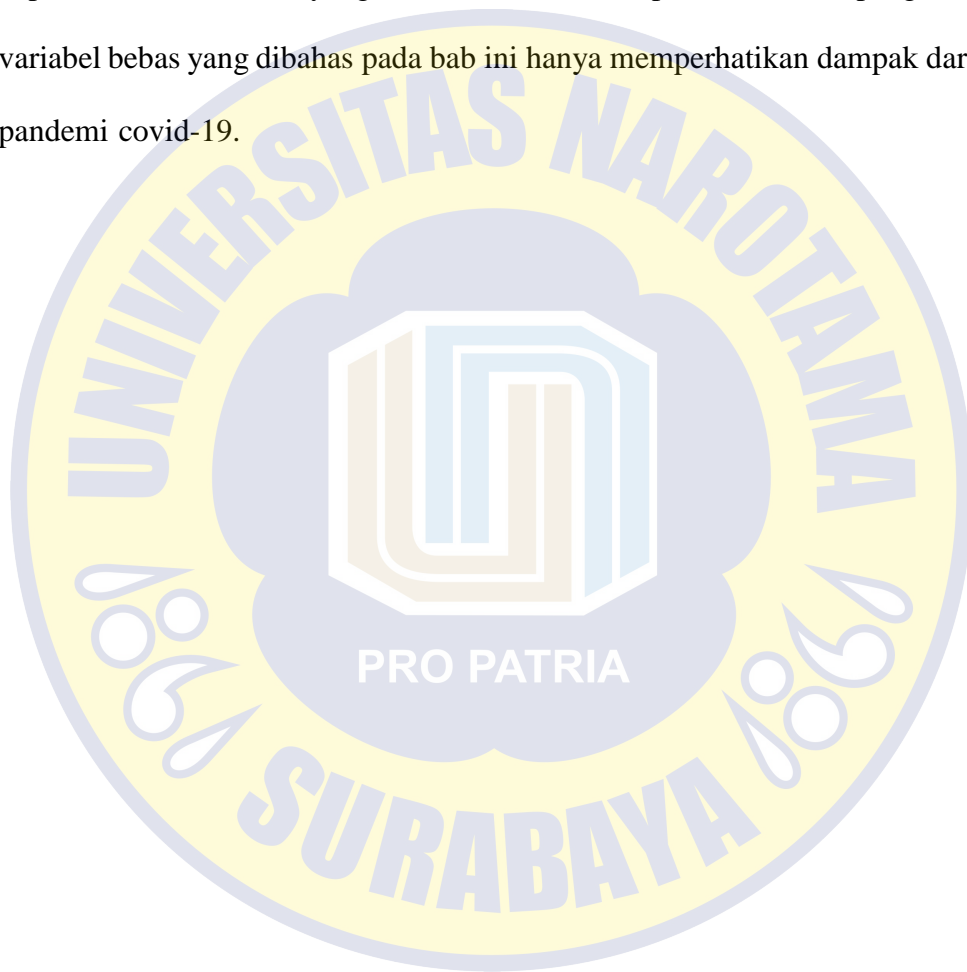 variabel bebas yang dibahas pada bab ini hanya memperhatikan dampak dar
pandemi covid-19.
UNIVERSITAS NAROTAMA
PRO PATRIA
SURABAYA